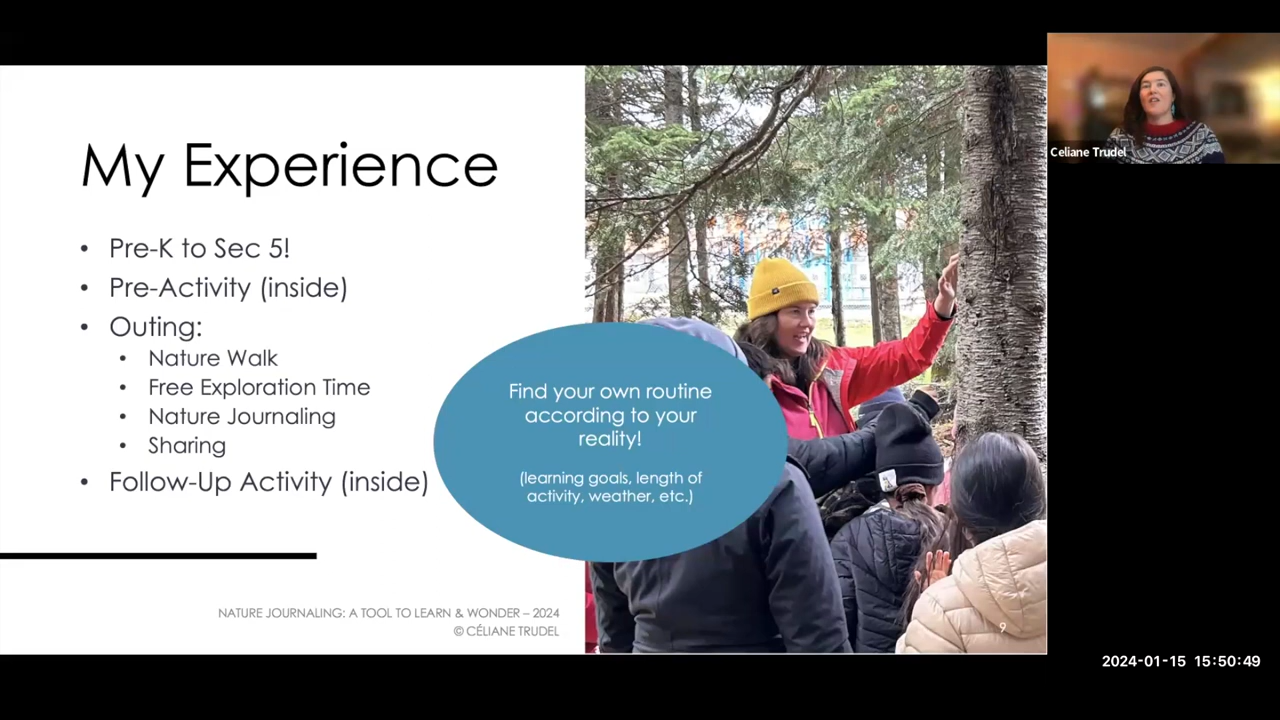 My Experience
• Pre-K to Sec 5!
• Pre-Activity (inside)
• Outing:
• Nature Walk
• Free Exploration Time
• Nature Journaling
• Sharing
• Follow-Up Activity (inside)
Find your own routine
according to your
reality!
(learning goals, length of
activity, weather, etc.)
NATURE JOURNALING: A TOOL TO LEARN & WONDER – 2024
© CÉLIANE TRUDEL
9
Celiane Trudel
2024-01-15 15:50:49